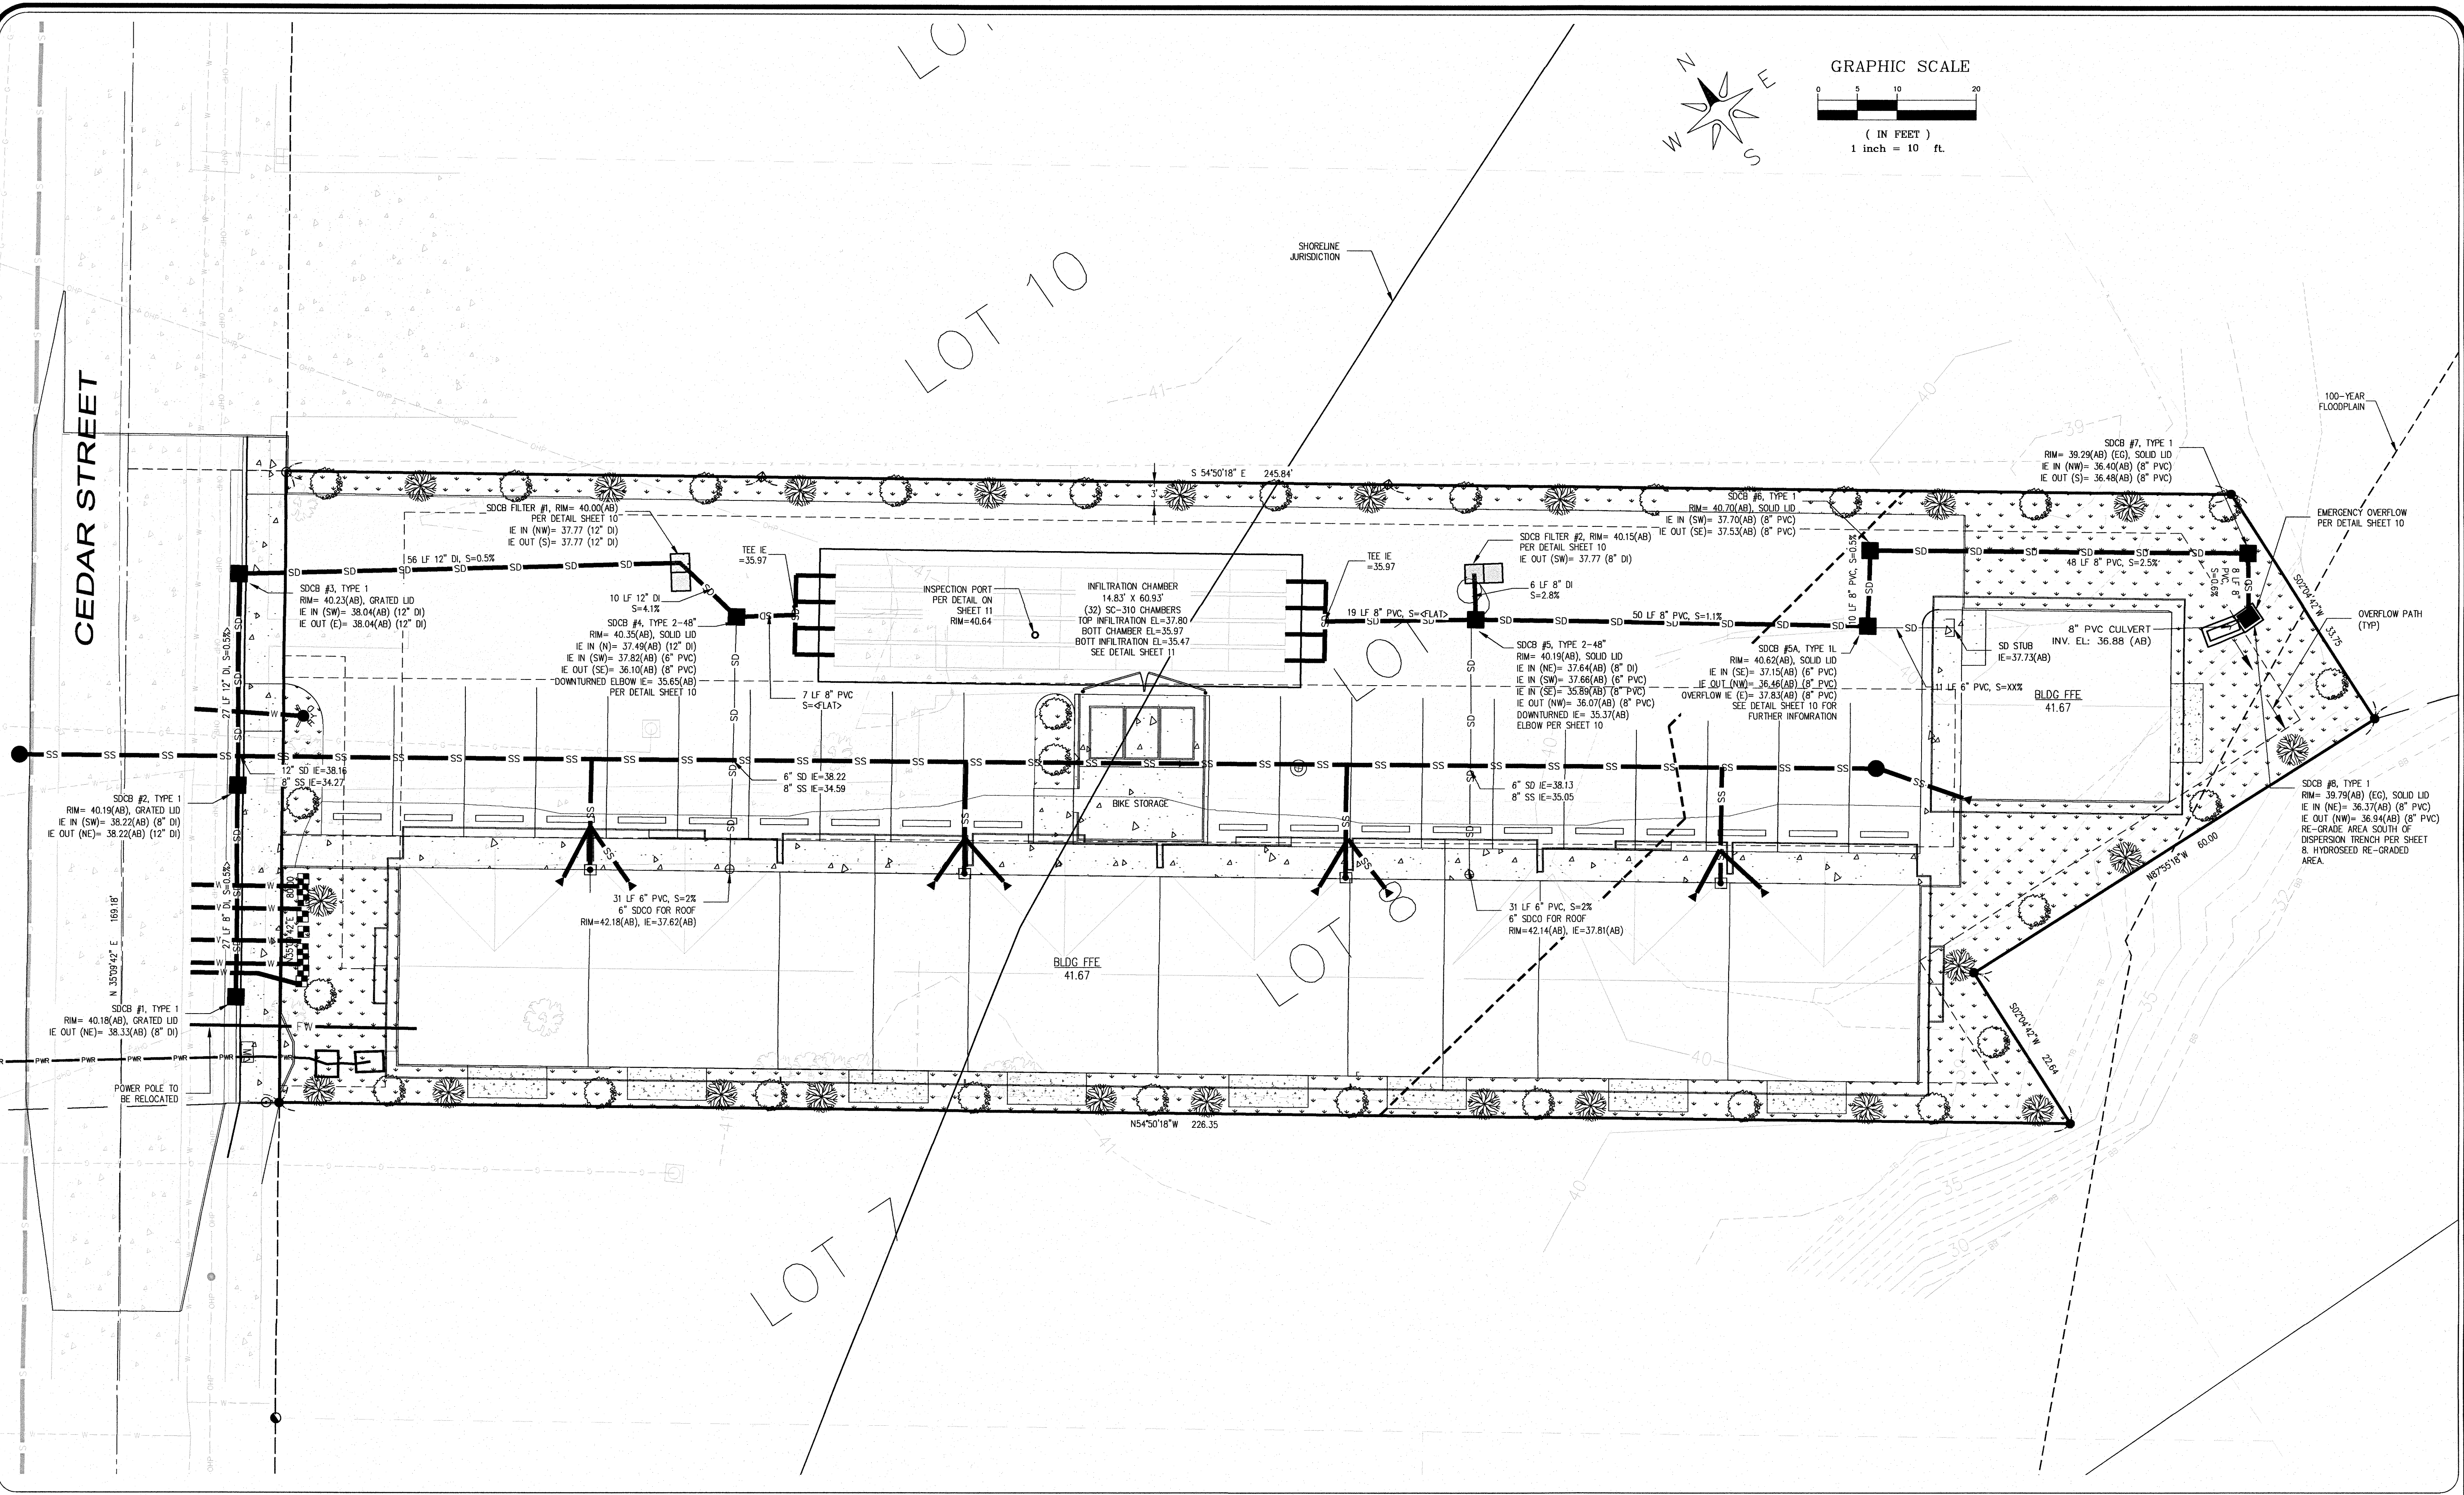 LOT 10
GRAPHIC SCALE
0 5 10 20
( IN FEET )
1 inch = 10 ft.
N
E
W
S
SHORELINE
JURISDICTION
100-YEAR
FLOODPLAIN
CEDAR STREET
S 54°50'18" E 245.84'
3'
SDCB FILTER #1, RIM= 40.00(AB)
PER DETAIL SHEET 10
IE IN (NW)= 37.77 (12" DI)
IE OUT (S)= 37.77 (12" DI)
56 LF 12" DI, S=0.5%
SDCB #3, TYPE 1
RIM= 40.23(AB), GRATED LID
IE IN (SW)= 38.04(AB) (12" DI)
IE OUT (E)= 38.04(AB) (12" DI)
10 LF 12" DI
S=4.1%
TEE IE
=35.97
SDCB #4, TYPE 2-48"
RIM= 40.35(AB), SOLID LID
IE IN (N)= 37.49(AB) (12" DI)
IE IN (SW)= 37.82(AB) (6" PVC)
IE OUT (SE)= 36.10(AB) (8" PVC)
DOWNTURNED ELBOW IE= 35.65(AB)
PER DETAIL SHEET 10
7 LF 8" PVC
S=<FLAT>
INSPECTION PORT
PER DETAIL ON
SHEET 11
RIM=40.64
INFILTRATION CHAMBER
14.83' X 60.93'
(32) SC-310 CHAMBERS
TOP INFILTRATION EL=37.80
BOTT CHAMBER EL=35.97
BOTT INFILTRATION EL=35.47
SEE DETAIL SHEET 11
TEE IE
=35.97
SDCB FILTER #2, RIM= 40.15(AB)
PER DETAIL SHEET 10
IE OUT (SW)= 37.77 (8" DI)
6 LF 8" DI
S=2.8%
19 LF 8" PVC, S=<FLAT>
50 LF 8" PVC, S=1.1%
SDCB #5, TYPE 2-48"
RIM= 40.19(AB), SOLID LID
IE IN (NE)= 37.64(AB) (8" DI)
IE IN (SW)= 37.66(AB) (6" PVC)
IE IN (SE)= 35.89(AB) (8" PVC)
IE OUT (NW)= 36.07(AB) (8" PVC)
DOWNTURNED IE= 35.37(AB)
ELBOW PER SHEET 10
SDCB #6, TYPE 1
RIM= 40.70(AB), SOLID LID
IE IN (SW)= 37.70(AB) (8" PVC)
IE OUT (SE)= 37.53(AB) (8" PVC)
10 LF 8" PVC, S=0.5%
SDCB #5A, TYPE 1L
RIM= 40.62(AB), SOLID LID
IE IN (SE)= 37.15(AB) (6" PVC)
IE OUT (NW)= 36.46(AB) (8" PVC)
OVERFLOW IE (E)= 37.83(AB) (8" PVC)
SEE DETAIL SHEET 10 FOR
FURTHER INFOMRATION
SDCB #7, TYPE 1
RIM= 39.29(AB) (EG), SOLID LID
IE IN (NW)= 36.40(AB) (8" PVC)
IE OUT (S)= 36.48(AB) (8" PVC)
EMERGENCY OVERFLOW
PER DETAIL SHEET 10
48 LF 8" PVC, S=2.5%
8 LF 8"
PVC,
S=0.6%
S02°04'42"W 33.75
OVERFLOW PATH
(TYP)
8" PVC CULVERT
INV. EL: 36.88 (AB)
SD STUB
IE=37.73(AB)
11 LF 6" PVC, S=XX%
BLDG FFE
41.67
27 LF 12" DI, S=0.5%
12" SD IE=38.16
8" SS IE=34.27
SDCB #2, TYPE 1
RIM= 40.19(AB), GRATED LID
IE IN (SW)= 38.22(AB) (8" DI)
IE OUT (NE)= 38.22(AB) (12" DI)
6" SD IE=38.22
8" SS IE=34.59
BIKE STORAGE
6" SD IE=38.13
8" SS IE=35.05
SDCB #8, TYPE 1
RIM= 39.79(AB) (EG), SOLID LID
IE IN (NE)= 36.37(AB) (8" PVC)
IE OUT (NW)= 36.94(AB) (8" PVC)
RE-GRADE AREA SOUTH OF
DISPERSION TRENCH PER SHEET
8. HYDROSEED RE-GRADED
AREA.
N87°55'18"W 60.00
27 LF 8" DI, S=0.5%
N 35°09'42" E 169.18'
31 LF 6" PVC, S=2%
6" SDCO FOR ROOF
RIM=42.18(AB), IE=37.62(AB)
31 LF 6" PVC, S=2%
6" SDCO FOR ROOF
RIM=42.14(AB), IE=37.81(AB)
BLDG FFE
41.67
LOT 8
SDCB #1, TYPE 1
RIM= 40.18(AB), GRATED LID
IE OUT (NE)= 38.33(AB) (8" DI)
FW
PWR PWR PWR PWR PWR PWR
POWER POLE TO
BE RELOCATED
S02°04'42"W 22.64
N54°50'18"W 226.35
LOT 7